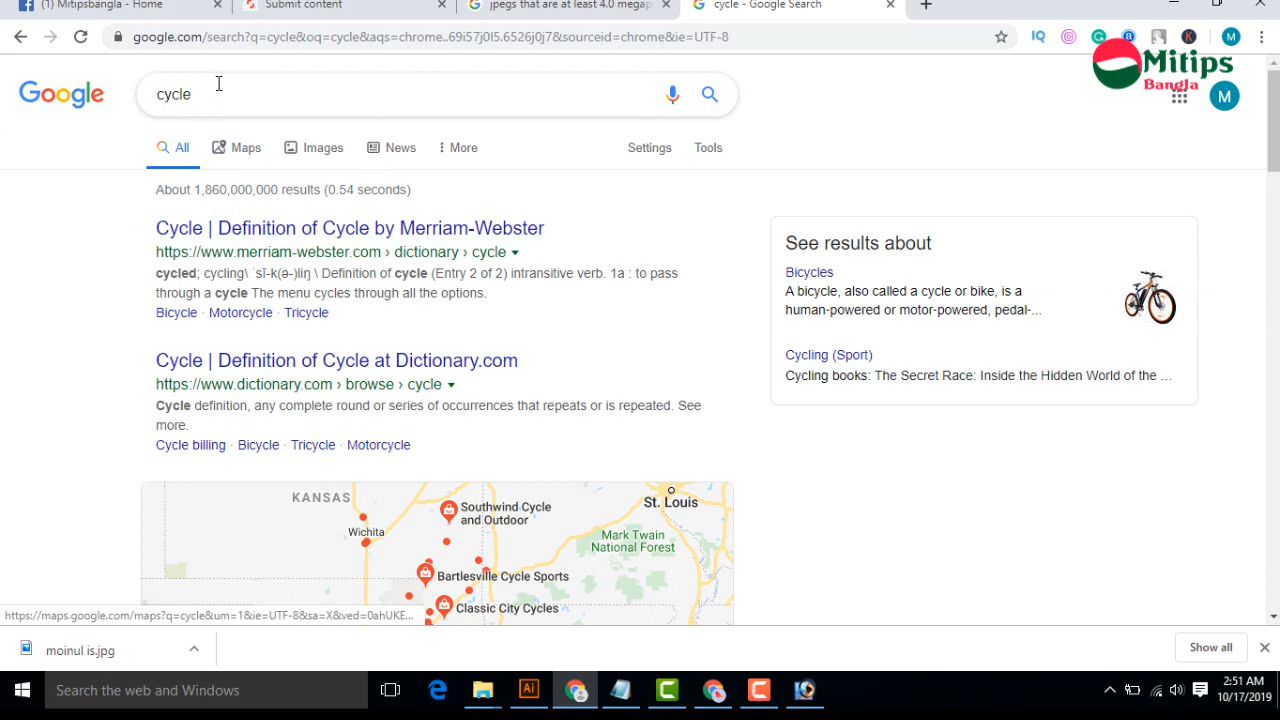 (1) Mitipsbangla - Home
Submit content
jpegs that are at least 4.0 megap
cycle - Google Search
google.com/search?q=cycle&oq=cycle&aqs=chrome..69i57j0l5.6526j0j7&sourceid=chrome&ie=UTF-8
Mitips
Bangla
Google
cycle
M
All
Maps
Images
News
More
Settings
Tools
About 1,860,000,000 results (0.54 seconds)
Cycle | Definition of Cycle by Merriam-Webster
https://www.merriam-webster.com › dictionary › cycle
cycled; cycling\ ˈsī-k(ə-)liŋ \ Definition of cycle (Entry 2 of 2) intransitive verb. 1a : to pass
through a cycle The menu cycles through all the options.
Bicycle · Motorcycle · Tricycle
Cycle | Definition of Cycle at Dictionary.com
https://www.dictionary.com › browse › cycle
Cycle definition, any complete round or series of occurrences that repeats or is repeated. See
more.
Cycle billing · Bicycle · Tricycle · Motorcycle
See results about
Bicycles
A bicycle, also called a cycle or bike, is a
human-powered or motor-powered, pedal-...
Cycling (Sport)
Cycling books: The Secret Race: Inside the Hidden World of the ...
KANSAS
Wichita
Southwind Cycle
and Outdoor
St. Louis
Mark Twain
National Forest
Bartlesville Cycle Sports
Classic City Cycles
https://maps.google.com/maps?q=cycle&um=1&ie=UTF-8&sa=X&ved=0ahUKE...
moinul is.jpg
Show all
Search the web and Windows
2:51 AM
10/17/2019